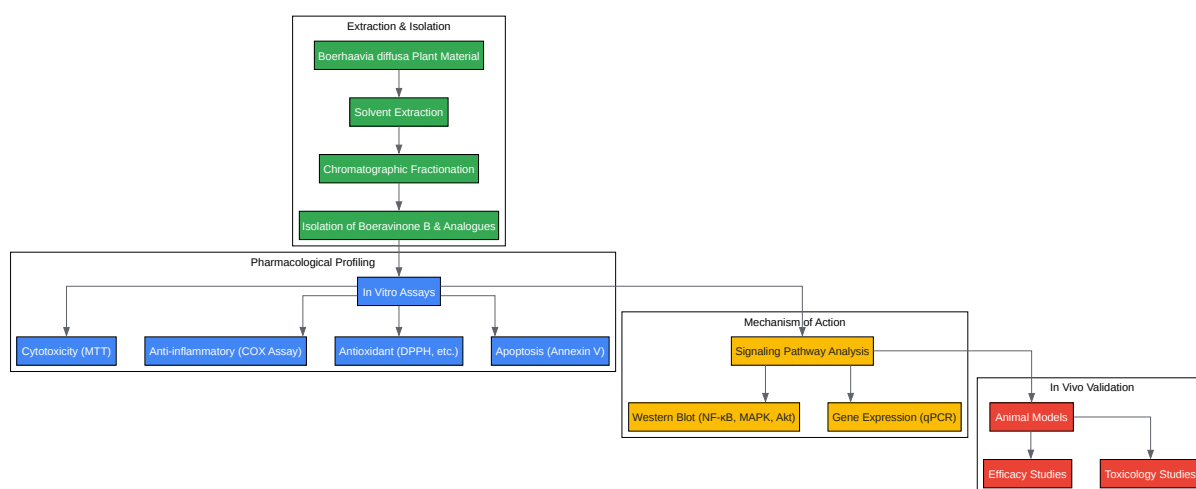 Extraction & Isolation
Boerhaavia diffusa Plant Material
Solvent Extraction
Chromatographic Fractionation
Isolation of Boeravinone B & Analogues
Pharmacological Profiling
In Vitro Assays
Cytotoxicity (MTT)
Anti-inflammatory (COX Assay)
Antioxidant (DPPH, etc.)
Apoptosis (Annexin V)
Mechanism of Action
Signaling Pathway Analysis
Western Blot (NF-κB, MAPK, Akt)
Gene Expression (qPCR)
In Vivo Validation
Animal Models
Efficacy Studies
Toxicology Studies